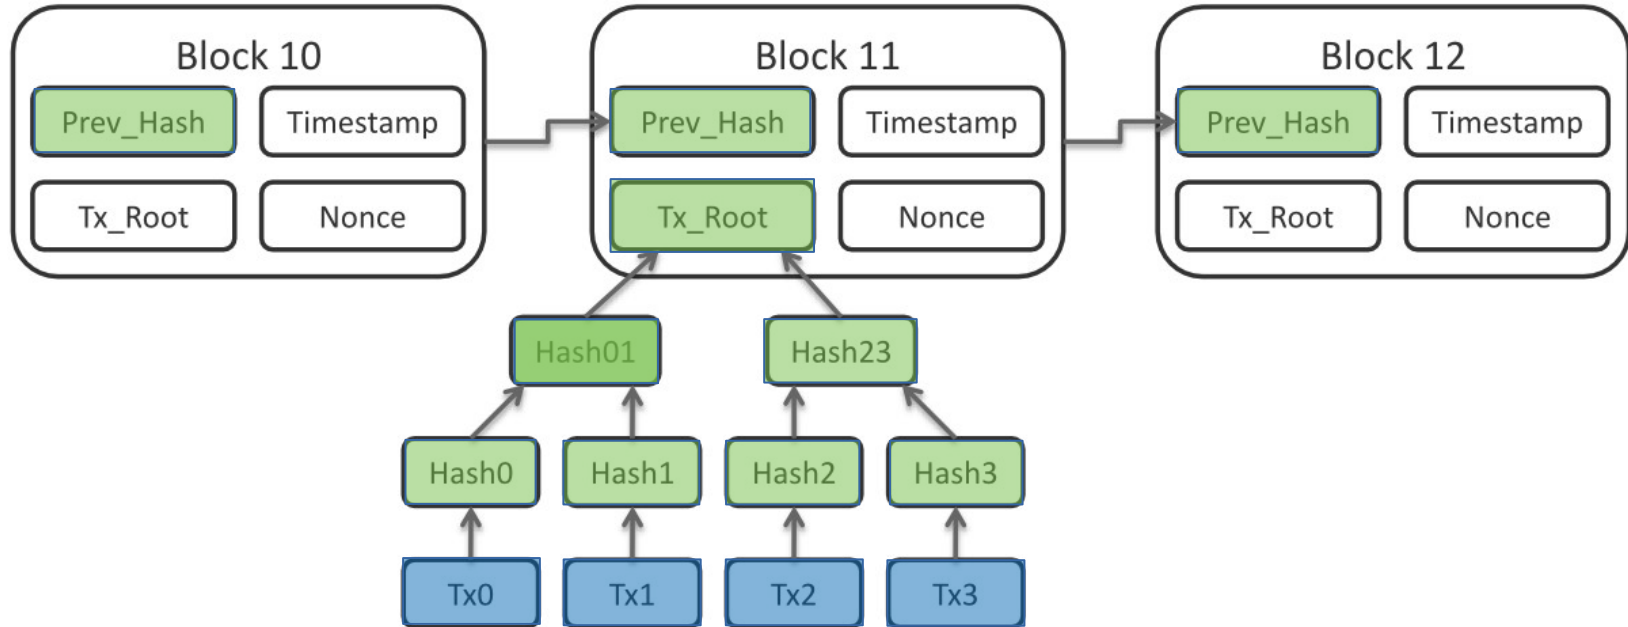 Block 10
Block 11
Block 12
Prev_Hash
Timestamp
Prev_Hash
Timestamp
Prev_Hash
Timestamp
Tx_Root
Nonce
Tx_Root
Nonce
Tx_Root
Nonce
Hash01
Hash23
Hash0
Hash1
Hash2
Hash3
Tx0
Tx1
Tx2
Tx3